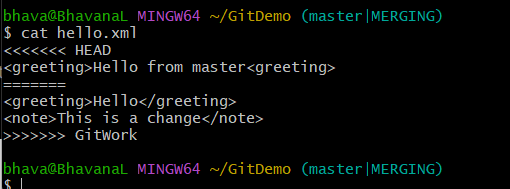 bhava@BhavanaL MINGW64 ~/GitDemo (master|MERGING)
$ cat hello.xml
<<<<<<< HEAD
<greeting>Hello from master<greeting>
=======
<greeting>Hello</greeting>
<note>This is a change</note>
>>>>>>> GitWork
bhava@BhavanaL MINGW64 ~/GitDemo (master|MERGING)
$